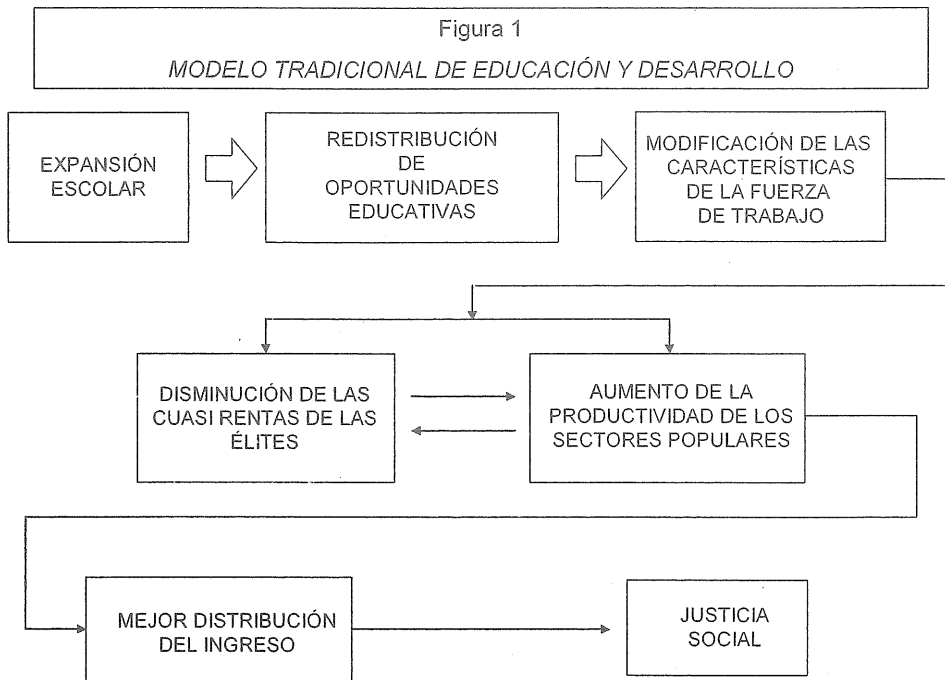 Figura 1
MODELO TRADICIONAL DE EDUCACIÓN Y DESARROLLO
EXPANSIÓN
ESCOLAR
REDISTRIBUCIÓN
DE
OPORTUNIDADES
EDUCATIVAS
MODIFICACIÓN DE LAS
CARACTERÍSTICAS
DE LA FUERZA
DE TRABAJO
DISMINUCIÓN DE LAS
CUASI RENTAS DE LAS
ÉLITES
AUMENTO DE LA
PRODUCTIVIDAD DE LOS
SECTORES POPULARES
MEJOR DISTRIBUCIÓN
DEL INGRESO
JUSTICIA
SOCIAL